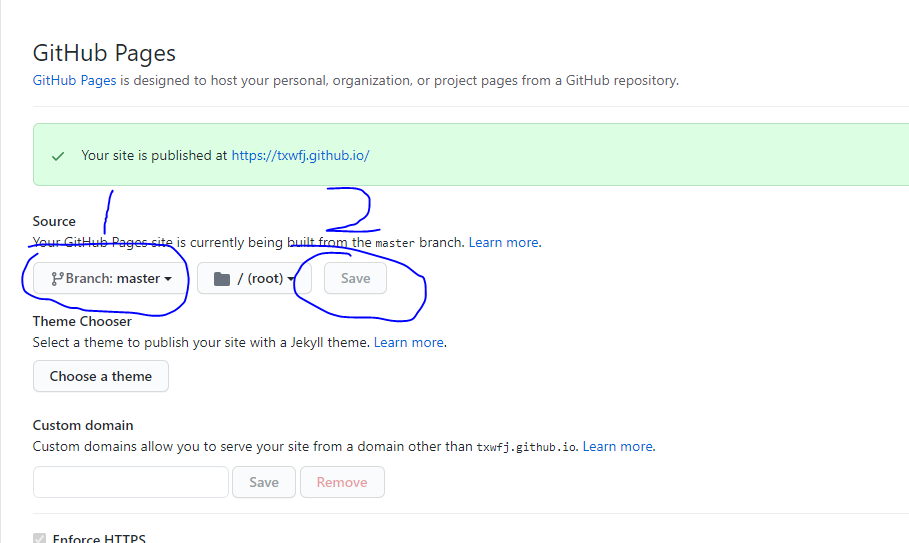 GitHub Pages
GitHub Pages is designed to host your personal, organization, or project pages from a GitHub repository.
Your site is published at https://txwfj.github.io/
1 2
Source
Your GitHub Pages site is currently being built from the master branch. Learn more.
Branch: master / (root) Save
Theme Chooser
Select a theme to publish your site with a Jekyll theme. Learn more.
Choose a theme
Custom domain
Custom domains allow you to serve your site from a domain other than txwfj.github.io. Learn more.
Save Remove
Enforce HTTPS